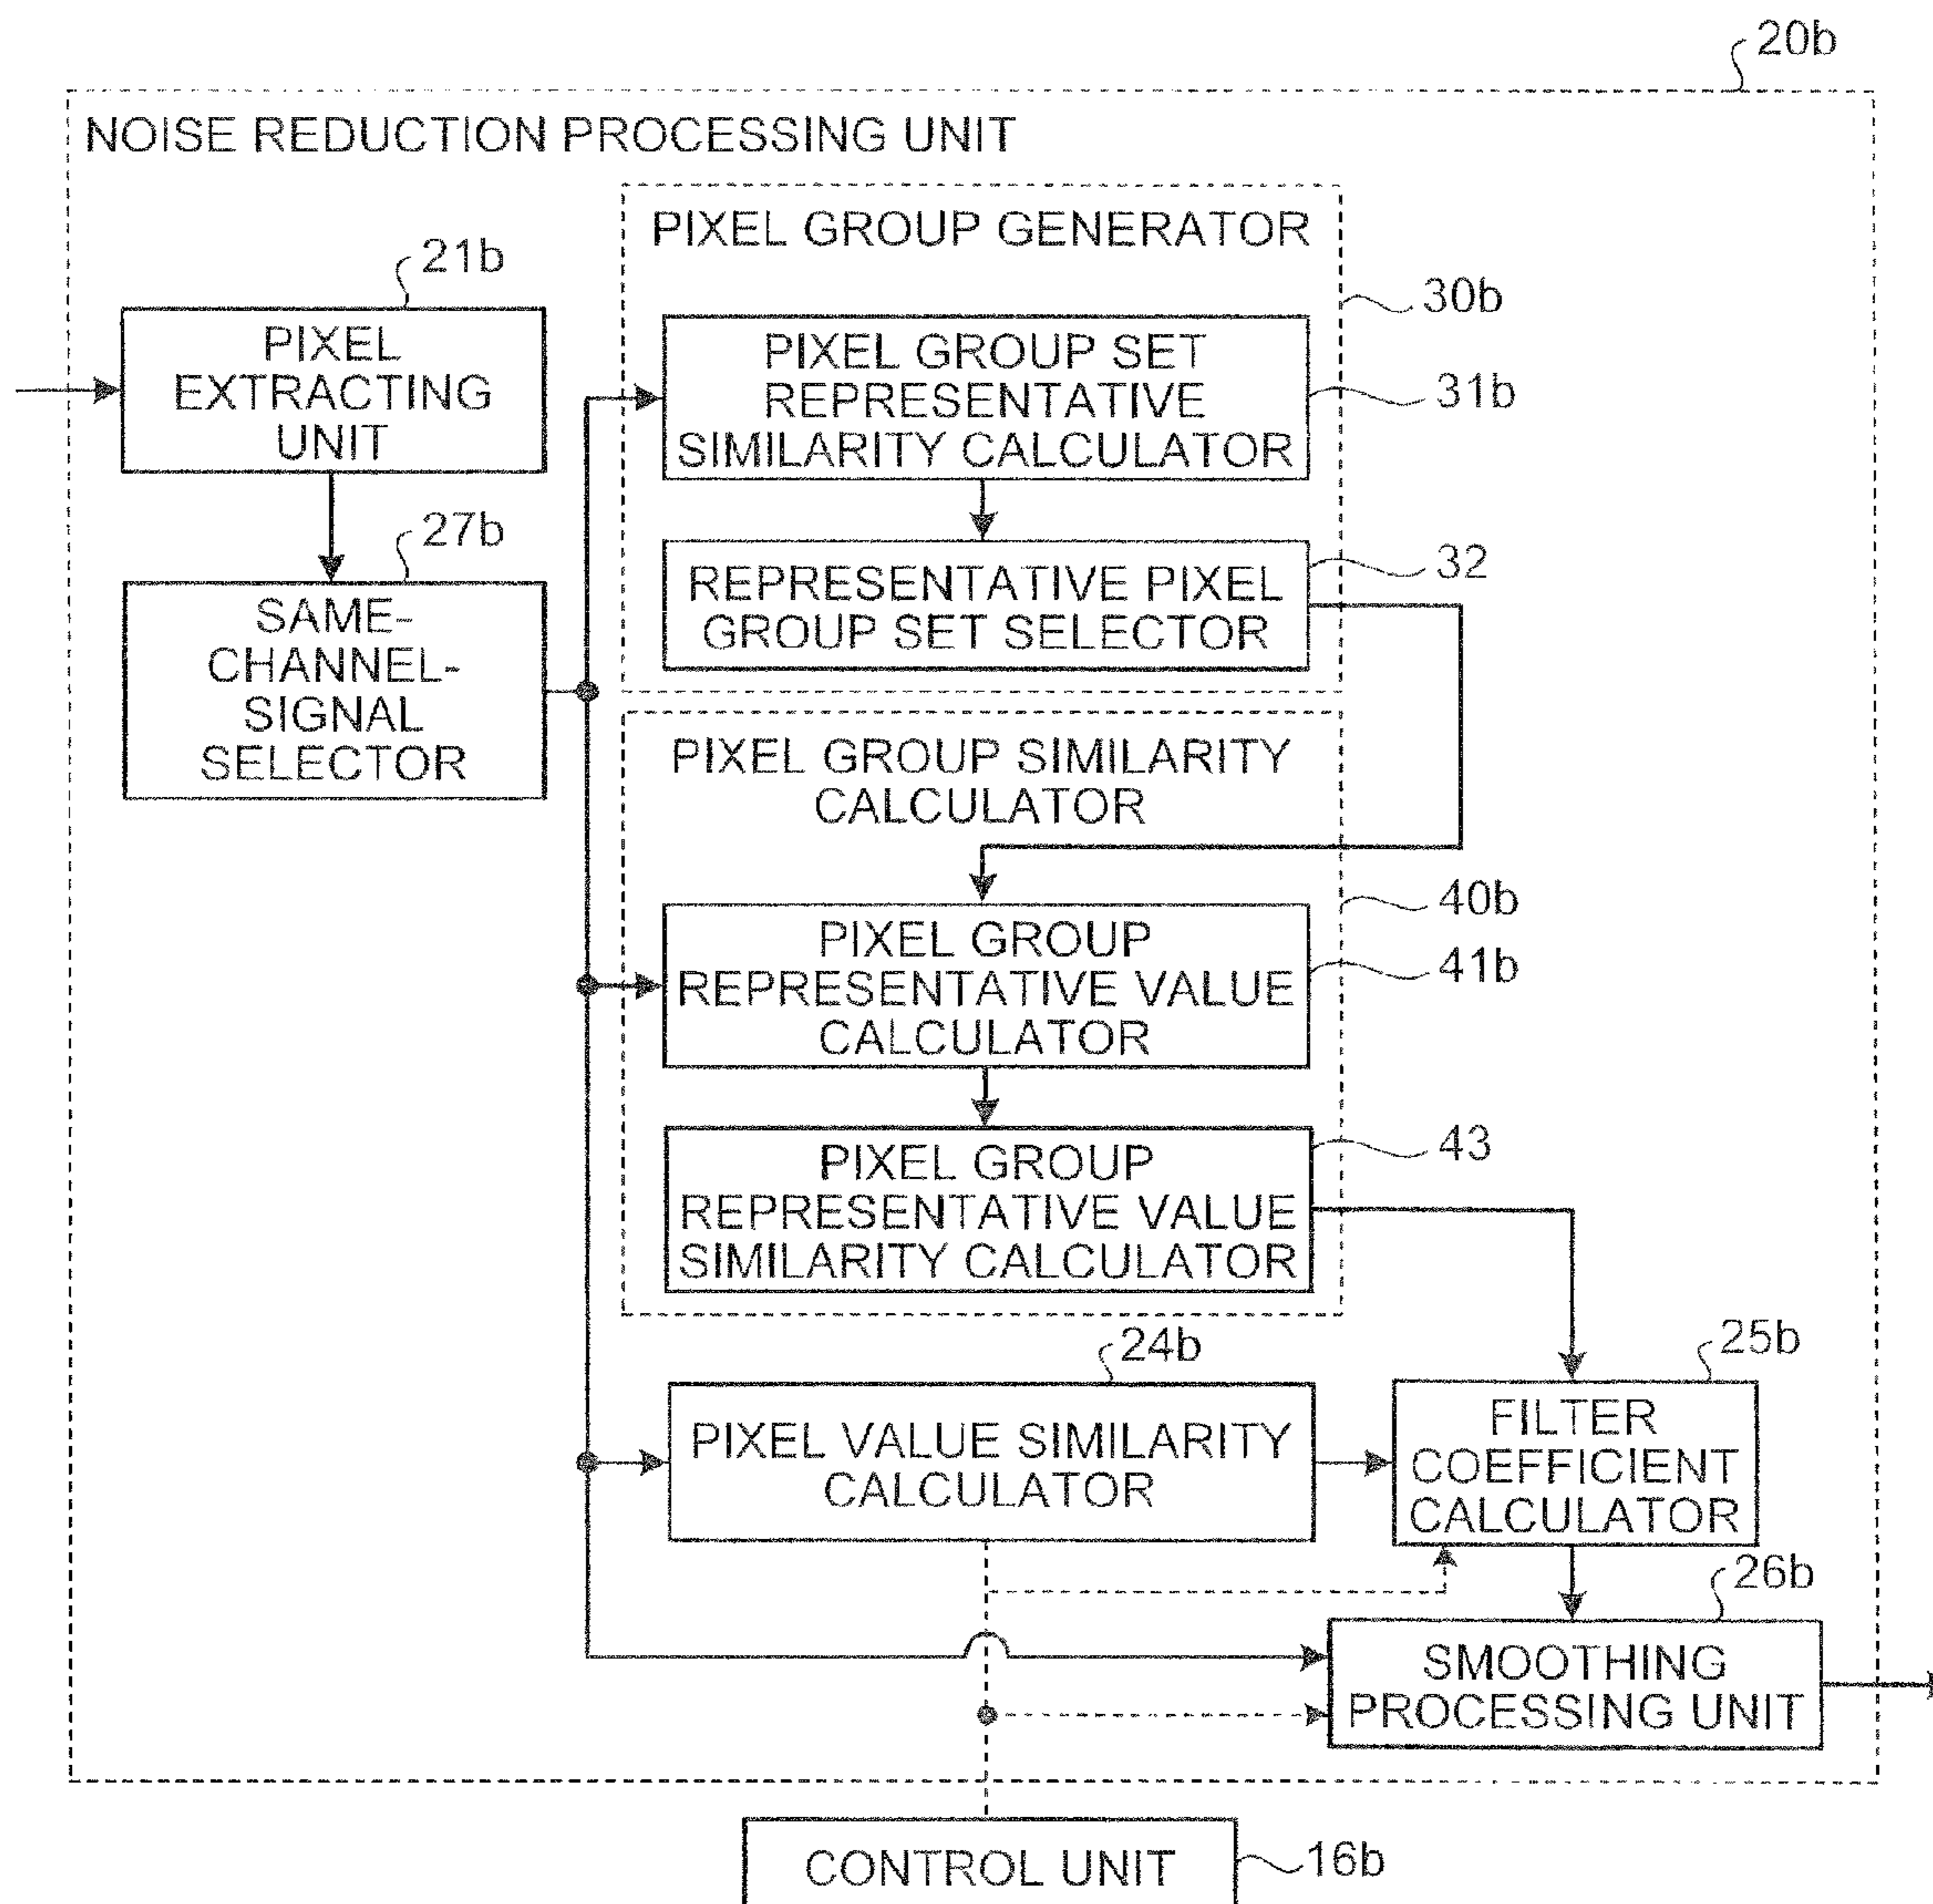 20b
NOISE REDUCTION PROCESSING UNIT
PIXEL GROUP GENERATOR
21b
30b
PIXEL
EXTRACTING
UNIT
PIXEL GROUP SET
REPRESENTATIVE
SIMILARITY CALCULATOR
31b
27b
32
SAME-
CHANNEL-
SIGNAL
SELECTOR
REPRESENTATIVE PIXEL
GROUP SET SELECTOR
PIXEL GROUP SIMILARITY
CALCULATOR
40b
PIXEL GROUP
REPRESENTATIVE VALUE
CALCULATOR
41b
43
PIXEL GROUP
REPRESENTATIVE VALUE
SIMILARITY CALCULATOR
24b
25b
PIXEL VALUE SIMILARITY
CALCULATOR
FILTER
COEFFICIENT
CALCULATOR
26b
SMOOTHING
PROCESSING UNIT
CONTROL UNIT
16b